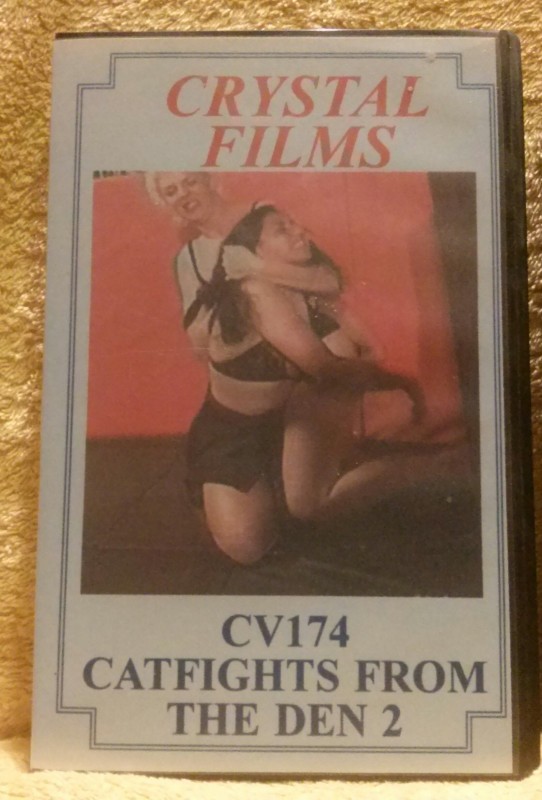 CRYSTAL
FILMS
CV174
CATFIGHTS FROM
THE DEN 2